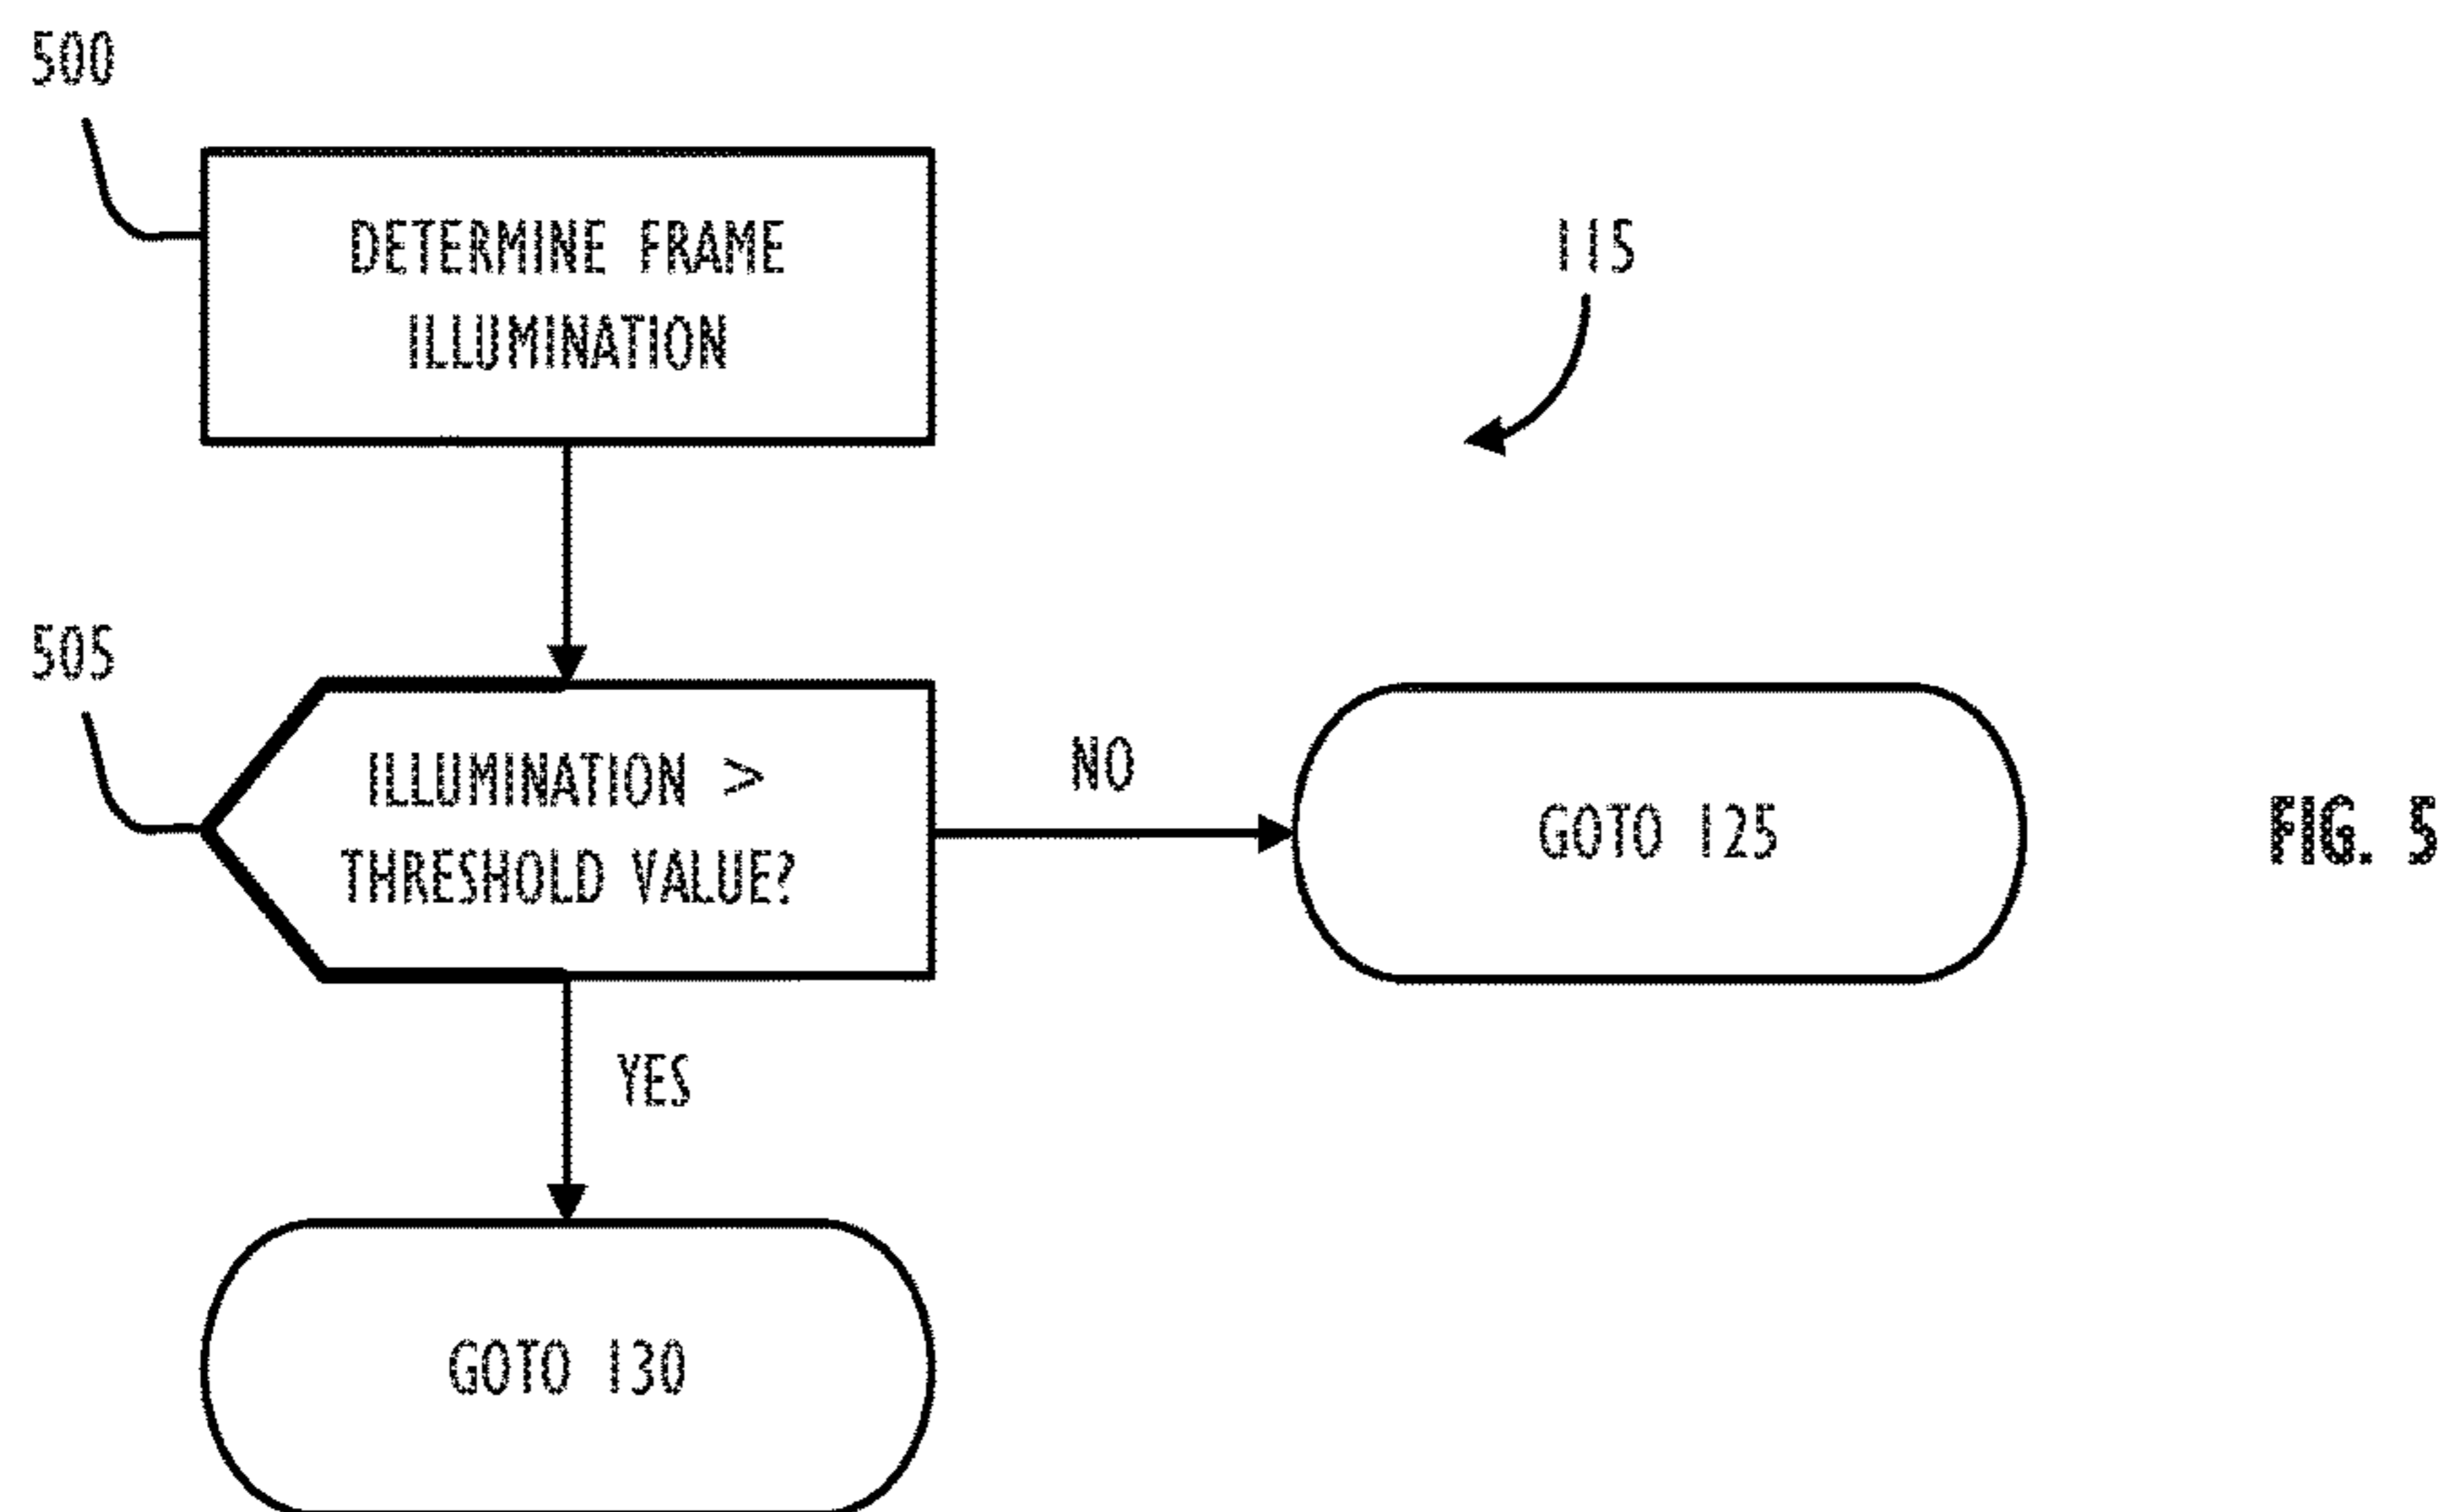 500
DETERMINE FRAME
ILLUMINATION
115
505
ILLUMINATION >
THRESHOLD VALUE?
NO
GOTO 125
FIG. 5
YES
GOTO 130